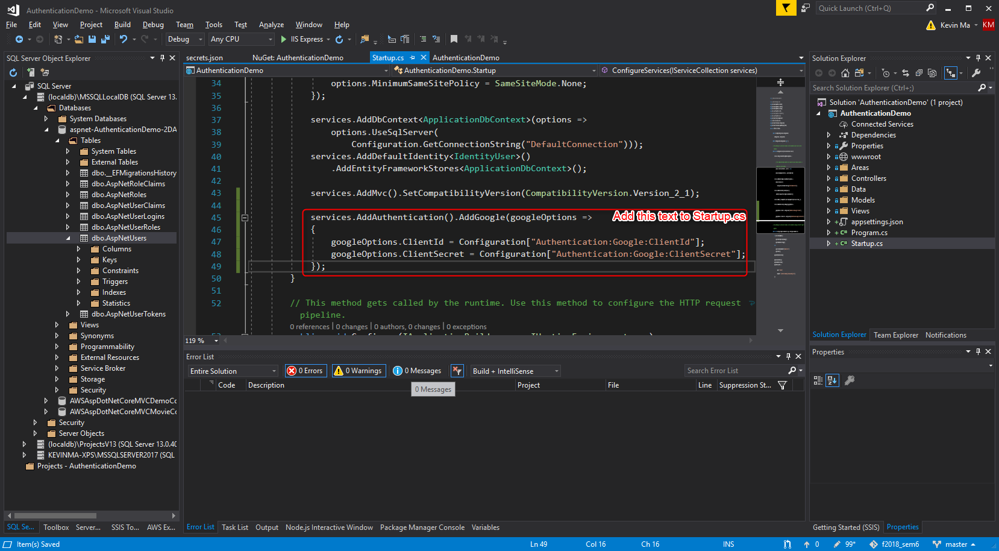 AuthenticationDemo - Microsoft Visual Studio
Quick Launch (Ctrl+Q)
File Edit View Project Build Debug Team Tools Test Analyze Window Help
Kevin Ma KM
Debug Any CPU IIS Express
SQL Server Object Explorer
SQL Server
(localdb)\MSSQLLocalDB (SQL Server 13.
Databases
System Databases
aspnet-AuthenticationDemo-2DA
Tables
System Tables
External Tables
dbo.__EFMigrationsHistory
dbo.AspNetRoleClaims
dbo.AspNetRoles
dbo.AspNetUserClaims
dbo.AspNetUserLogins
dbo.AspNetUserRoles
dbo.AspNetUsers
Columns
Keys
Constraints
Triggers
Indexes
Statistics
dbo.AspNetUserTokens
Views
Synonyms
Programmability
External Resources
Service Broker
Storage
Security
AWSAspDotNetCoreMVCDemoCo
AWSAspDotNetCoreMVCMovieCo
Security
Server Objects
(localdb)\ProjectsV13 (SQL Server 13.0.40
KEVINMA-XPS\MSSQLSERVER2017 (SQL
Projects - AuthenticationDemo
SQL Se... Toolbox Server... SSIS To... AWS Ex...
secrets.json NuGet: AuthenticationDemo Startup.cs AuthenticationDemo
AuthenticationDemo AuthenticationDemo.Startup ConfigureServices(IServiceCollection services)
34 options.MinimumSameSitePolicy = SameSiteMode.None;
35 });
36
37 services.AddDbContext<ApplicationDbContext>(options =>
38 options.UseSqlServer(
39 Configuration.GetConnectionString("DefaultConnection")));
40 services.AddDefaultIdentity<IdentityUser>()
41 .AddEntityFrameworkStores<ApplicationDbContext>();
42
43 services.AddMvc().SetCompatibilityVersion(CompatibilityVersion.Version_2_1);
44
45 services.AddAuthentication().AddGoogle(googleOptions =>
Add this text to Startup.cs
46 {
47 googleOptions.ClientId = Configuration["Authentication:Google:ClientId"];
48 googleOptions.ClientSecret = Configuration["Authentication:Google:ClientSecret"];
49 });
50 }
51
52 // This method gets called by the runtime. Use this method to configure the HTTP request
pipeline.
0 references | 0 changes | 0 authors, 0 changes | 0 exceptions
119 %
Error List
Entire Solution 0 Errors 0 Warnings 0 Messages Build + IntelliSense Search Error List
Code Description Project File Line Suppression St...
0 Messages
Error List Task List Output Node.js Interactive Window Package Manager Console Variables
Solution Explorer
Search Solution Explorer (Ctrl+;)
Solution 'AuthenticationDemo' (1 project)
AuthenticationDemo
Connected Services
Dependencies
Properties
wwwroot
Areas
Controllers
Data
Models
Views
appsettings.json
C# Program.cs
C# Startup.cs
Solution Explorer Team Explorer Notifications
Properties
Getting Started (SSIS) Properties
Item(s) Saved Ln 49 Col 16 Ch 16 INS 0 99* f2018_sem6 master